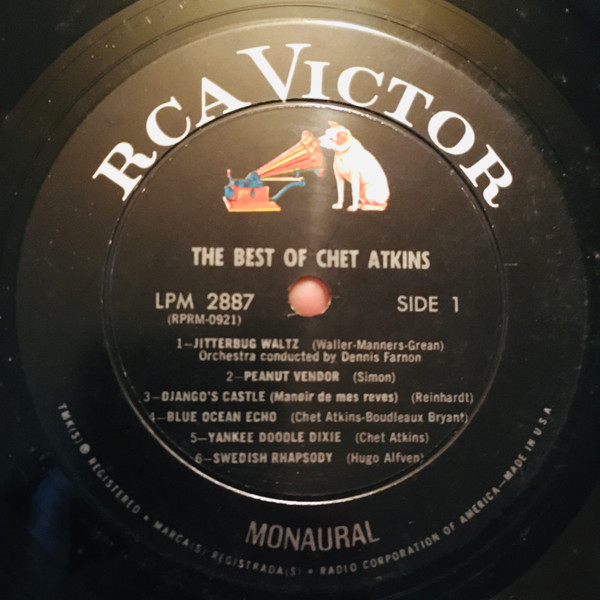 RCA VICTOR
THE BEST OF CHET ATKINS
LPM 2887
(RPRM-0921)
SIDE 1
1—JITTERBUG WALTZ (Waller-Manners-Grean)
Orchestra conducted by Dennis Farnon
2—PEANUT VENDOR (Simon)
3—DJANGO'S CASTLE (Manoir de mes reves) (Reinhardt)
4—BLUE OCEAN ECHO (Chet Atkins-Boudleaux Bryant)
5—YANKEE DOODLE DIXIE (Chet Atkins)
6—SWEDISH RHAPSODY (Hugo Alfven)
MONAURAL
TMK(S) ® REGISTERED • MARCA(S) REGISTRADA(S) • RADIO CORPORATION OF AMERICA—MADE IN U.S.A